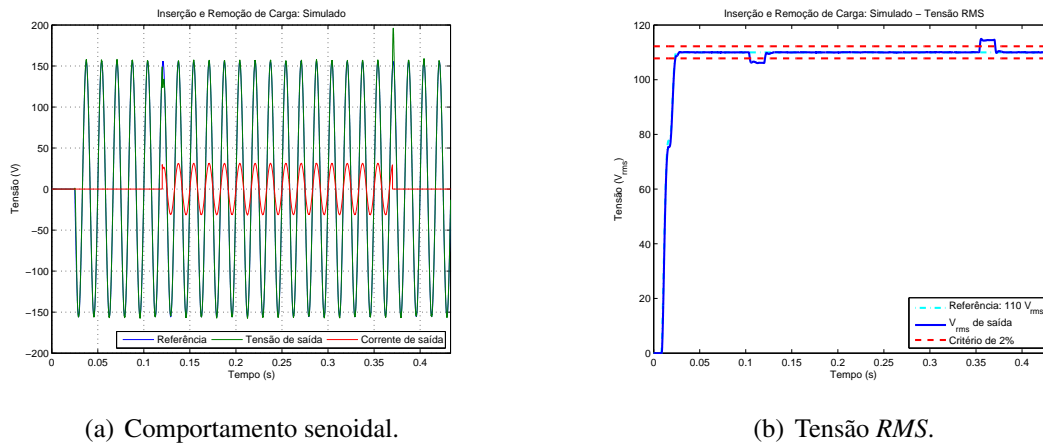 Inserção e Remoção de Carga: Simulado
200
150
100
50
0
−50
−100
−150
−200
Tensão (V)
0 0.05 0.1 0.15 0.2 0.25 0.3 0.35 0.4
Tempo (s)
Referência Tensão de saída Corrente de saída
(a) Comportamento senoidal.
Inserção e Remoção de Carga: Simulado − Tensão RMS
120
100
80
60
40
20
0
Tensão (Vrms)
0 0.05 0.1 0.15 0.2 0.25 0.3 0.35 0.4
Tempo (s)
Referência: 110 Vrms
Vrms de saída
Critério de 2%
(b) Tensão RMS.